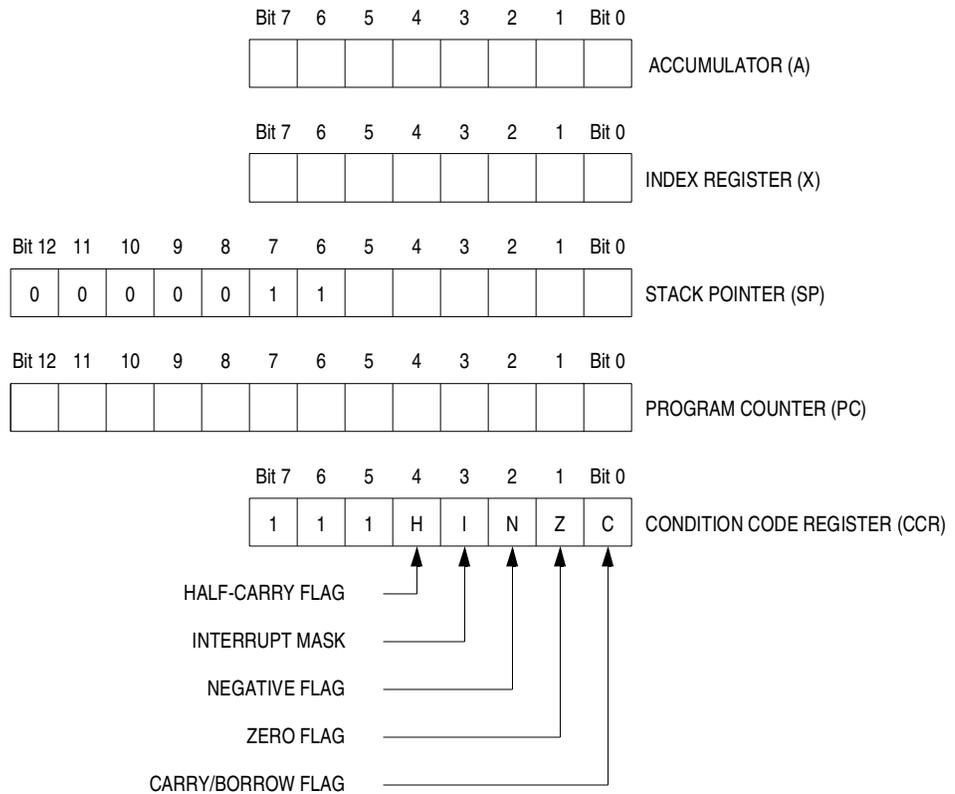 Bit 7 6 5 4 3 2 1 Bit 0
ACCUMULATOR (A)
Bit 7 6 5 4 3 2 1 Bit 0
INDEX REGISTER (X)
Bit 12 11 10 9 8 7 6 5 4 3 2 1 Bit 0
0 0 0 0 0 1 1 STACK POINTER (SP)
Bit 12 11 10 9 8 7 6 5 4 3 2 1 Bit 0
PROGRAM COUNTER (PC)
Bit 7 6 5 4 3 2 1 Bit 0
1 1 1 H I N Z C CONDITION CODE REGISTER (CCR)
HALF-CARRY FLAG
INTERRUPT MASK
NEGATIVE FLAG
ZERO FLAG
CARRY/BORROW FLAG